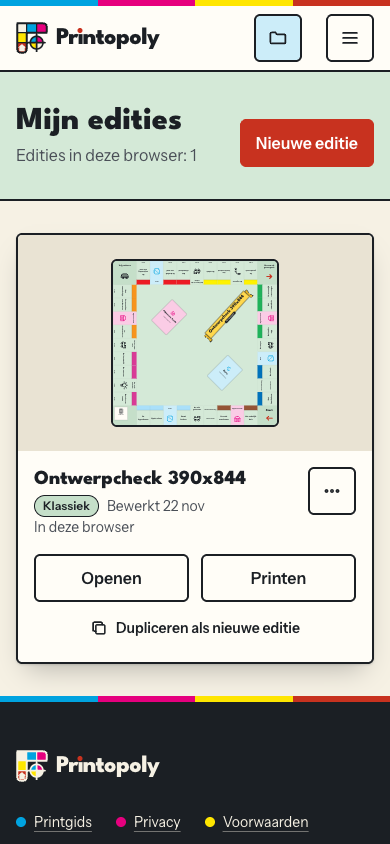 Printopoly
Mijn edities
Edities in deze browser: 1
Nieuwe editie
Ontwerpcheck 390x844
Klassiek Bewerkt 22 nov
In deze browser
Openen
Printen
Dupliceren als nieuwe editie
Printopoly
Printgids
Privacy
Voorwaarden